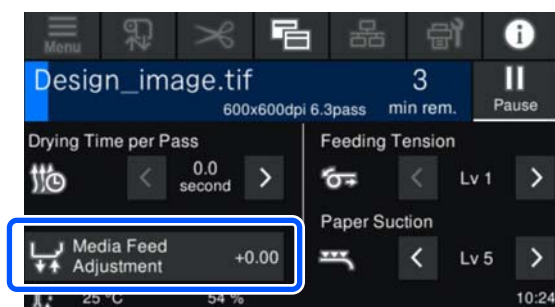 Menu
Design_image.tif
3
600x600dpi 6.3pass
min rem.
Pause
Drying Time per Pass
0.0
second
Feeding Tension
Lv 1
Media Feed
Adjustment
+0.00
Paper Suction
Lv 5
25 °C
54 %
10:24